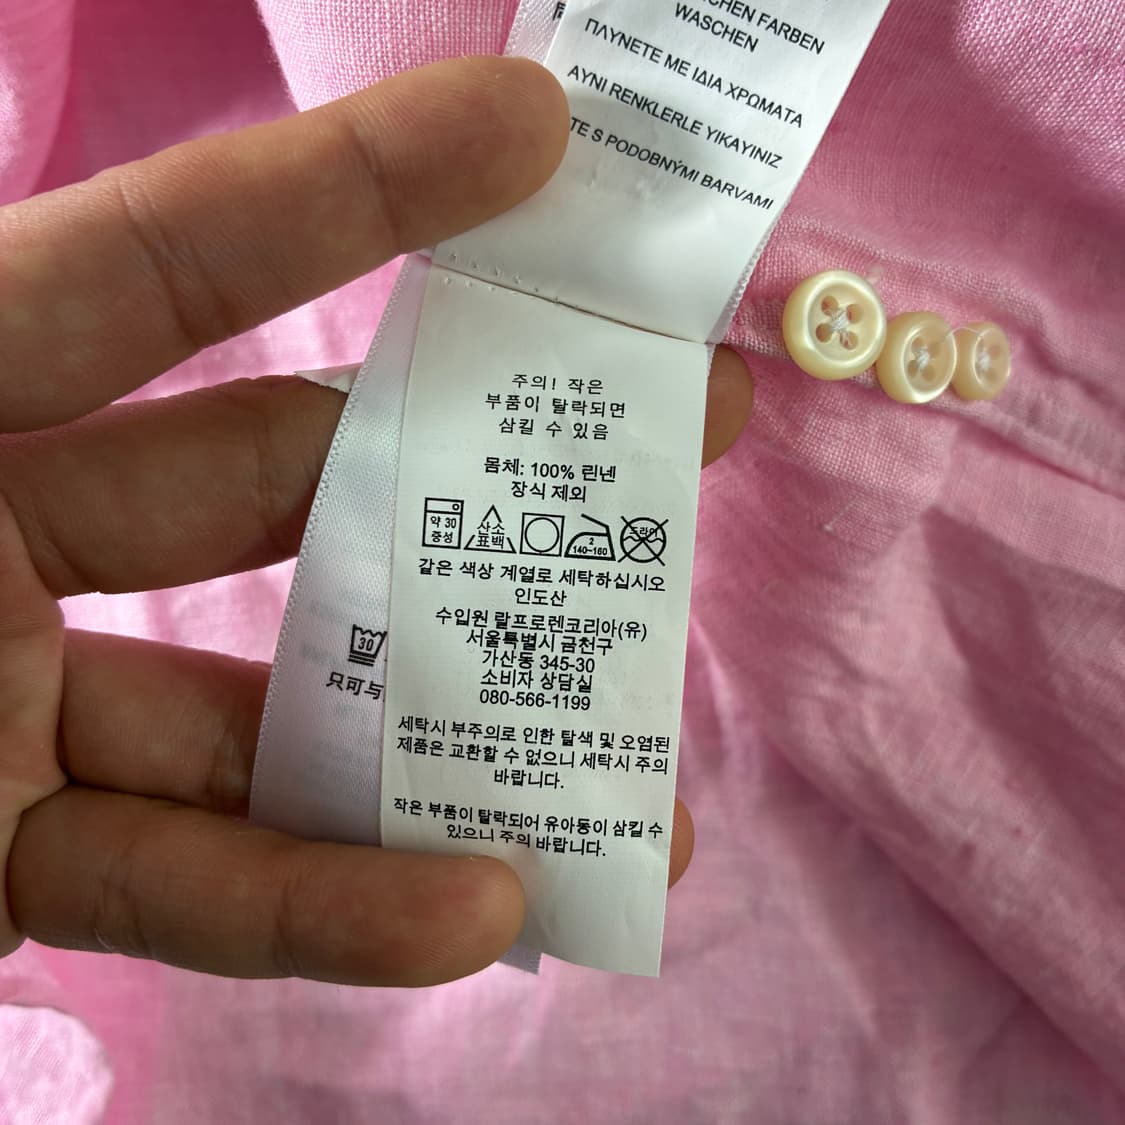 CHEN FARBEN
WASCHEN
ΠΛΥΝΕΤΕ ΜΕ ΙΔΙΑ ΧΡΩΜΑΤΑ
AYNI RENKLERLE YIKAYINIZ
TE S PODOBNÝMI BARVAMI
주의! 작은
부품이 탈락되면
삼킬 수 있음
몸체: 100% 린넨
장식 제외
약 30
중성
산소
표백
2
140~160
드라이
같은 색상 계열로 세탁하십시오
인도산
수입원 랄프로렌코리아(유)
서울특별시 금천구
가산동 345-30
소비자 상담실
080-566-1199
세탁시 부주의로 인한 탈색 및 오염된
제품은 교환할 수 없으니 세탁시 주의
바랍니다.
작은 부품이 탈락되어 유아동이 삼킬 수
있으니 주의 바랍니다.
30
只可与